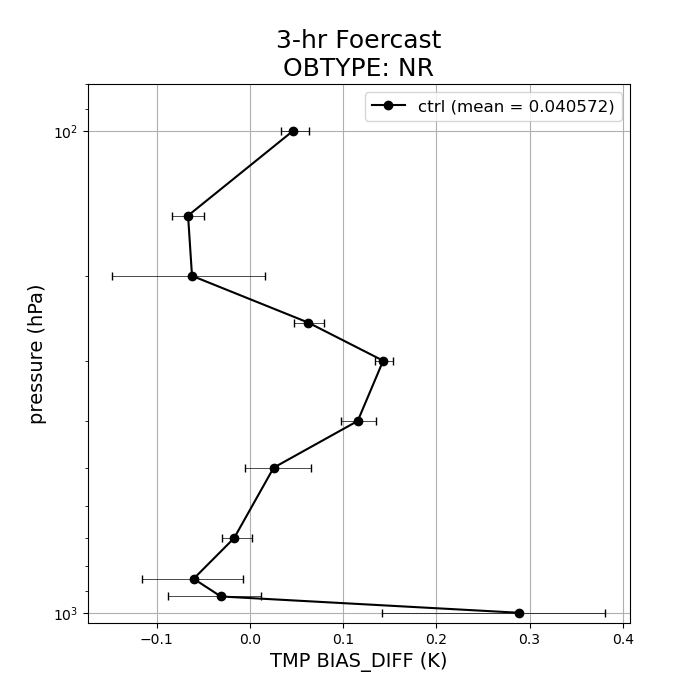 3-hr Foercast
OBTYPE: NR
ctrl (mean = 0.040572)
10²
pressure (hPa)
10³
−0.1 0.0 0.1 0.2 0.3 0.4
TMP BIAS_DIFF (K)